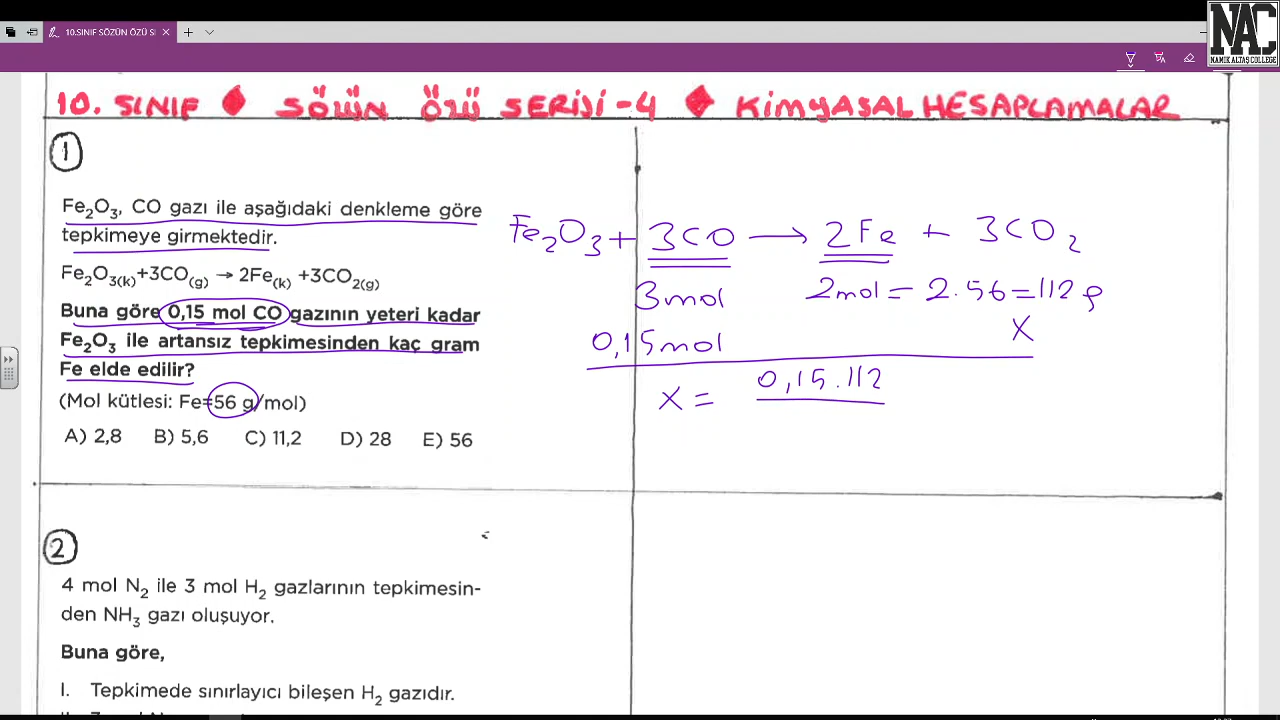 10.SINIF SÖZÜN ÖZÜ SE
NAC
NAMIK ALTAŞ COLLEGE
10. SINIF ◆ SÖZÜN ÖZÜ SERİSİ-4 ◆ KİMYASAL HESAPLAMALAR
1
Fe₂O₃, CO gazı ile aşağıdaki denkleme göre
tepkimeye girmektedir.
Fe₂O₃(k)+3CO(g) → 2Fe(k) +3CO₂(g)
Buna göre 0,15 mol CO gazının yeteri kadar
Fe₂O₃ ile artansız tepkimesinden kaç gram
Fe elde edilir?
(Mol kütlesi: Fe=56 g/mol)
A) 2,8 B) 5,6 C) 11,2 D) 28 E) 56
Fe₂O₃ + 3CO → 2Fe + 3CO₂
3mol 2mol = 2.56=112 g
0,15mol X
X = 0,15.112
2
4 mol N₂ ile 3 mol H₂ gazlarının tepkimesin-
den NH₃ gazı oluşuyor.
Buna göre,
I. Tepkimede sınırlayıcı bileşen H₂ gazıdır.